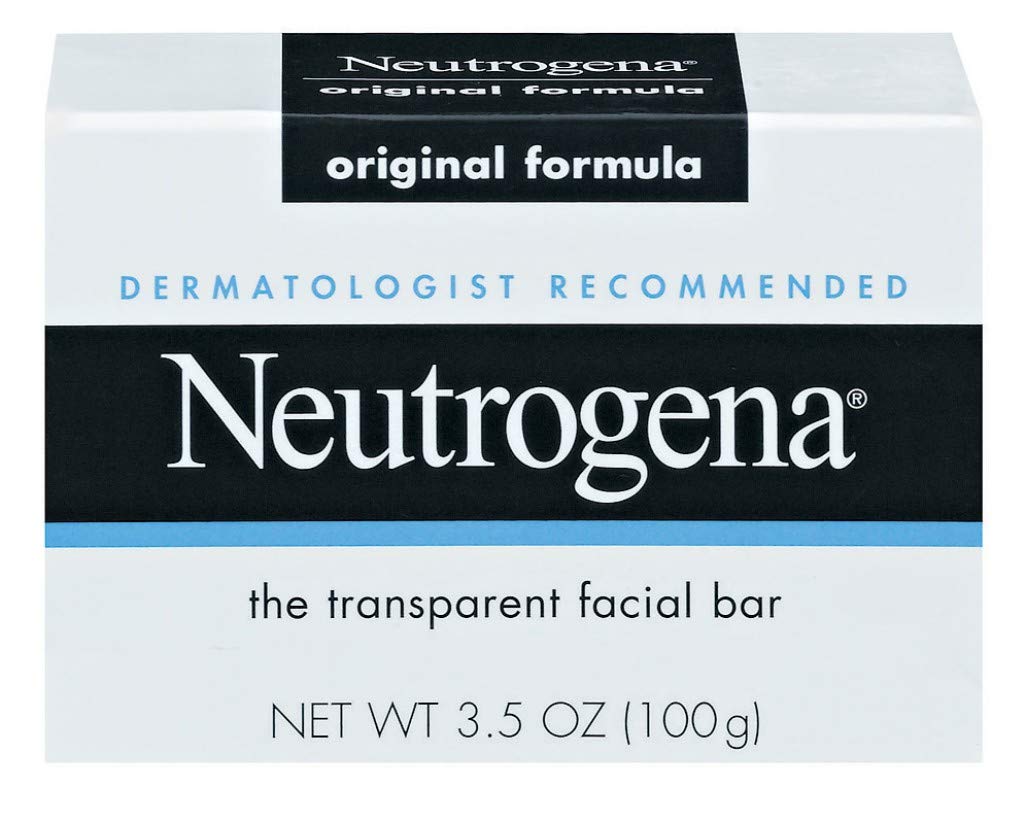 Neutrogena®
original formula
original formula
DERMATOLOGIST RECOMMENDED
Neutrogena®
the transparent facial bar
NET WT 3.5 OZ (100g)